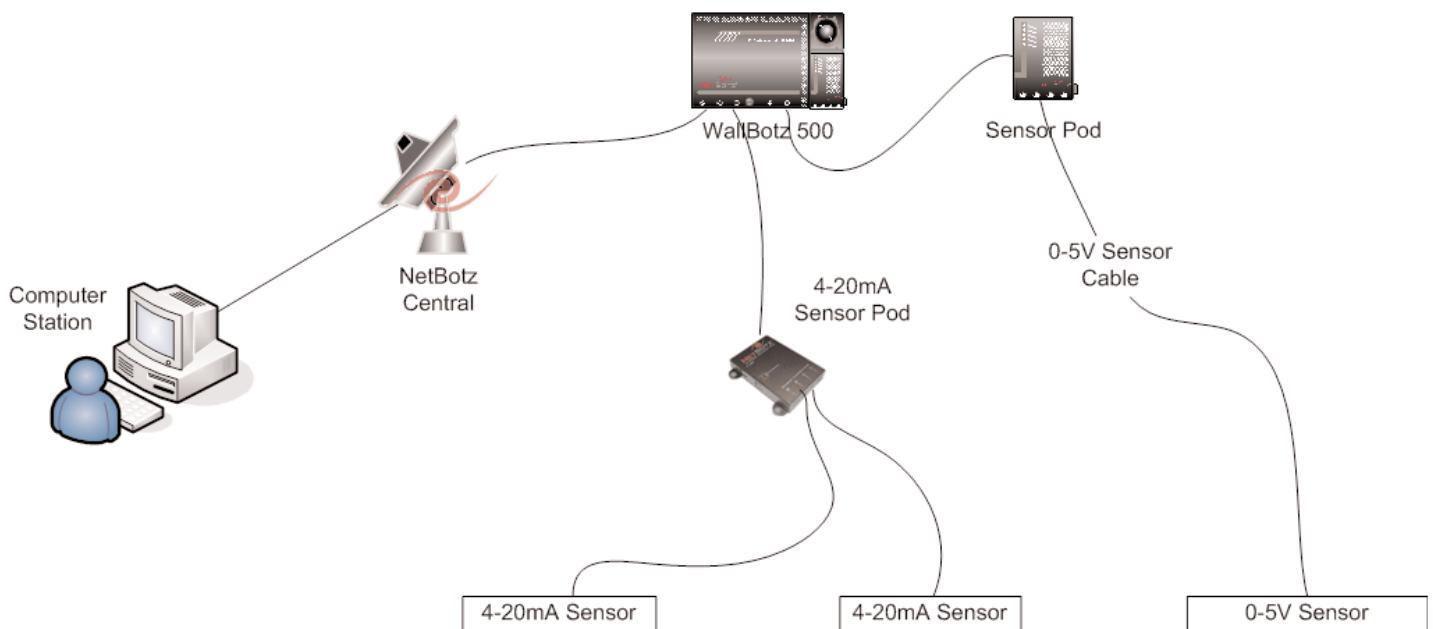 WallBotz 500
Sensor Pod
NetBotz
Central
Computer
Station
0-5V Sensor
Cable
4-20mA
Sensor Pod
4-20mA Sensor
4-20mA Sensor
0-5V Sensor